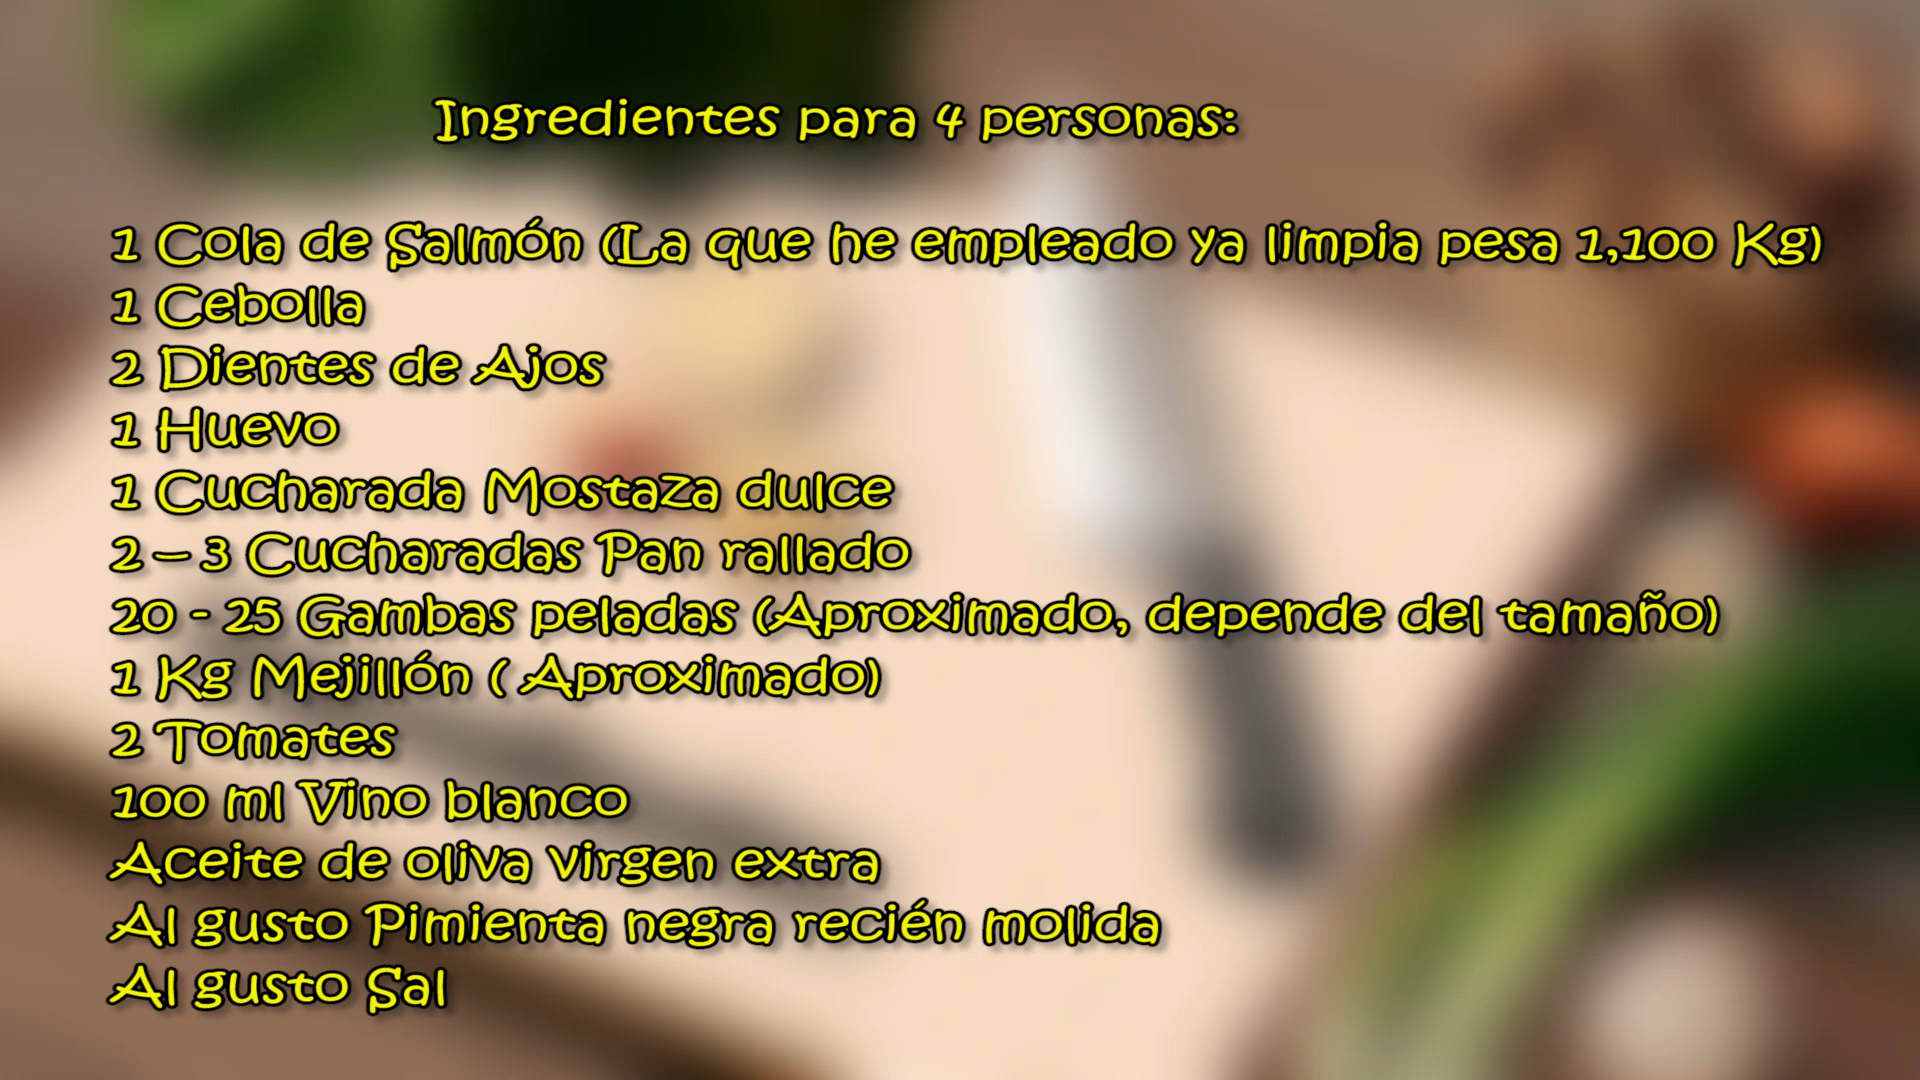 Ingredientes para 4 personas:
1 Cola de Salmón (La que he empleado ya limpia pesa 1,100 Kg)
1 Cebolla
2 Dientes de Ajos
1 Huevo
1 Cucharada Mostaza dulce
2 – 3 Cucharadas Pan rallado
20 - 25 Gambas peladas (Aproximado, depende del tamaño)
1 Kg Mejillón ( Aproximado)
2 Tomates
100 ml Vino blanco
Aceite de oliva virgen extra
Al gusto Pimienta negra recién molida
Al gusto Sal